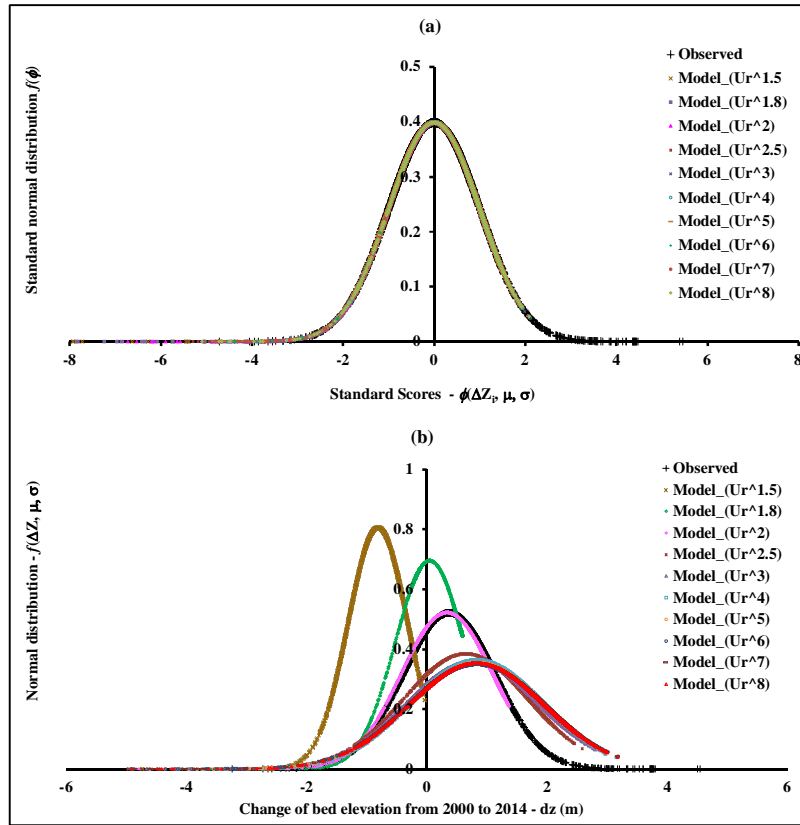 (a)
Standard normal distribution f(ϕ)
0.5
0.4
0.3
0.2
0.1
0
-8 -6 -4 -2 0 2 4 6 8
Standard Scores - ϕ(ΔZi, μ, σ)
Observed
Model_(Ur^1.5
Model_(Ur^1.8)
Model_(Ur^2)
Model_(Ur^2.5)
Model_(Ur^3)
Model_(Ur^4)
Model_(Ur^5)
Model_(Ur^6)
Model_(Ur^7)
Model_(Ur^8)
(b)
Normal distribution - f(ΔZ, μ, σ)
1
0.8
0.6
0.4
0.2
0
-6 -4 -2 0 2 4 6
Change of bed elevation from 2000 to 2014 - dz (m)
Observed
Model_(Ur^1.5)
Model_(Ur^1.8)
Model_(Ur^2)
Model_(Ur^2.5)
Model_(Ur^3)
Model_(Ur^4)
Model_(Ur^5)
Model_(Ur^6)
Model_(Ur^7)
Model_(Ur^8)